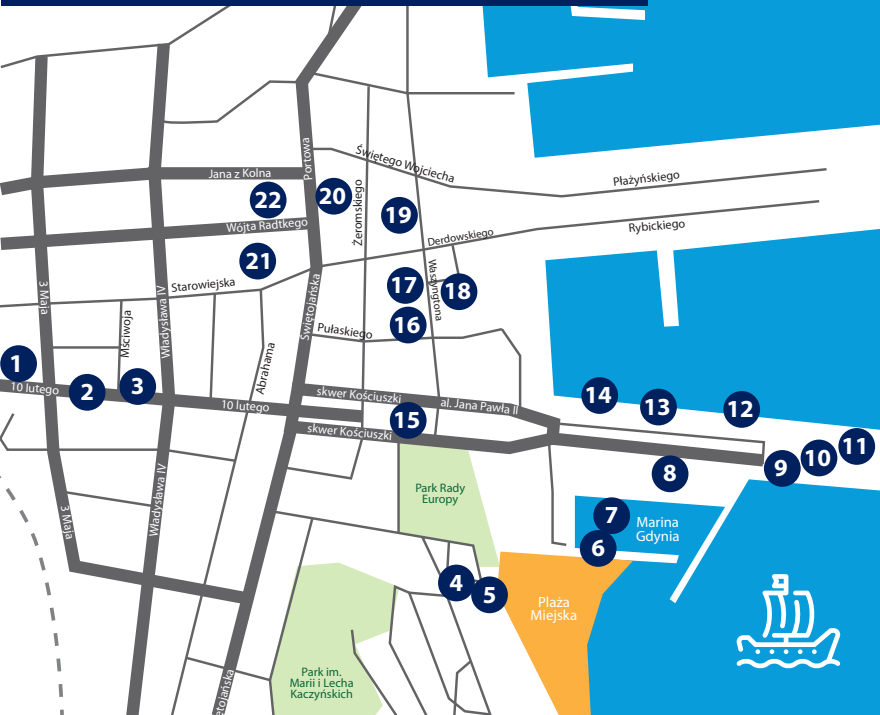 Portowa
Świętego Wojciecha
Jana z Kolna
Płażyńskiego
22
20
Żeromskiego
19
Wójta Radtkego
Rybickiego
Derdowskiego
21
Starowiejska
17
18
Waszyngtona
3 Maja
Władysława IV
Mściwoja
Świętojańska
16
Pułaskiego
1
Abrahama
10 lutego
2
3
10 lutego
skwer Kościuszki
al. Jana Pawła II
14
13
12
15
skwer Kościuszki
11
10
9
8
Park Rady
Europy
3 Maja
Władysława IV
7
Marina
Gdynia
6
4
5
Plaża
Miejska
Park im.
Marii i Lecha
Kaczyńskich
ętojańska